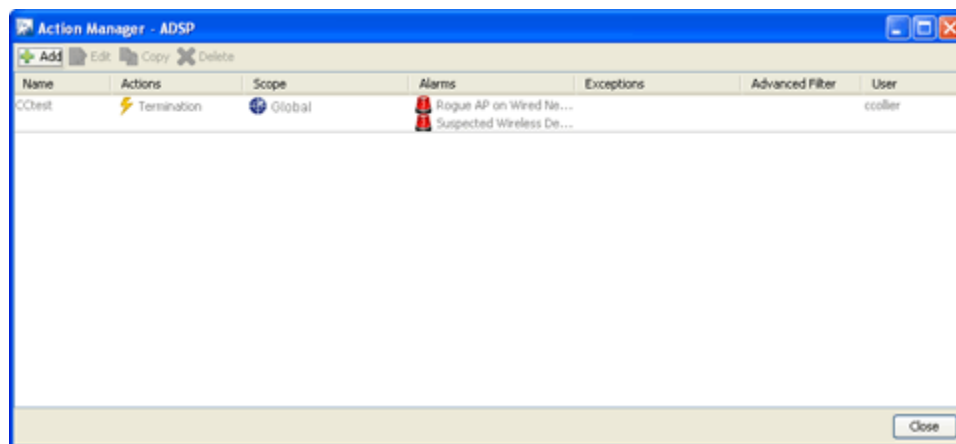 Action Manager - ADSP
Add Edit Copy Delete
Name Actions Scope Alarms Exceptions Advanced Filter User
CCtest Termination Global Rogue AP on Wired Ne... ccollier
Suspected Wireless De...
Close